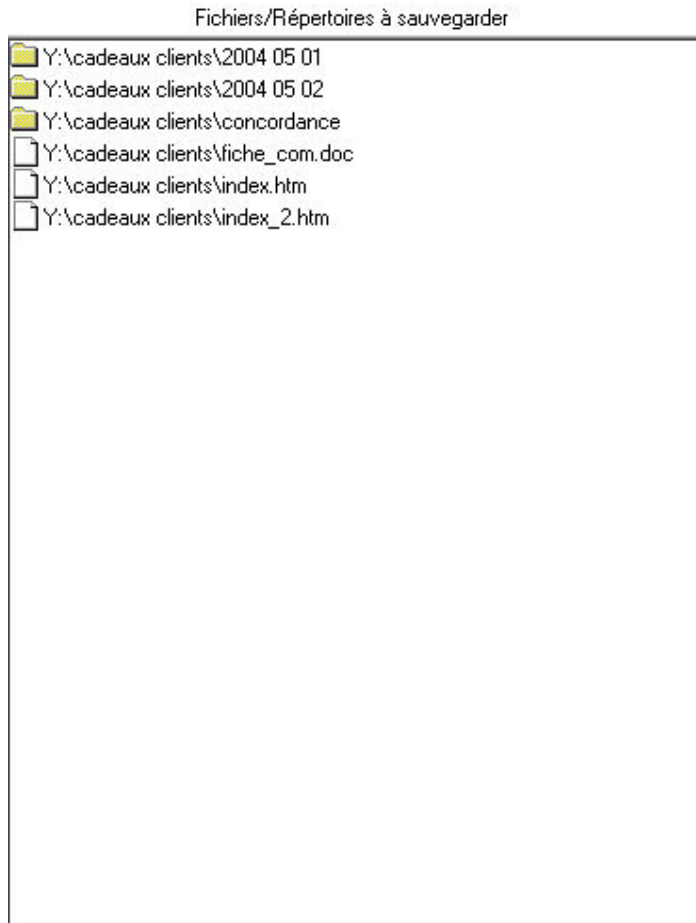 Fichiers/Répertoires à sauvegarder
Y:\cadeaux clients\2004 05 01
Y:\cadeaux clients\2004 05 02
Y:\cadeaux clients\concordance
Y:\cadeaux clients\fiche_com.doc
Y:\cadeaux clients\index.htm
Y:\cadeaux clients\index_2.htm